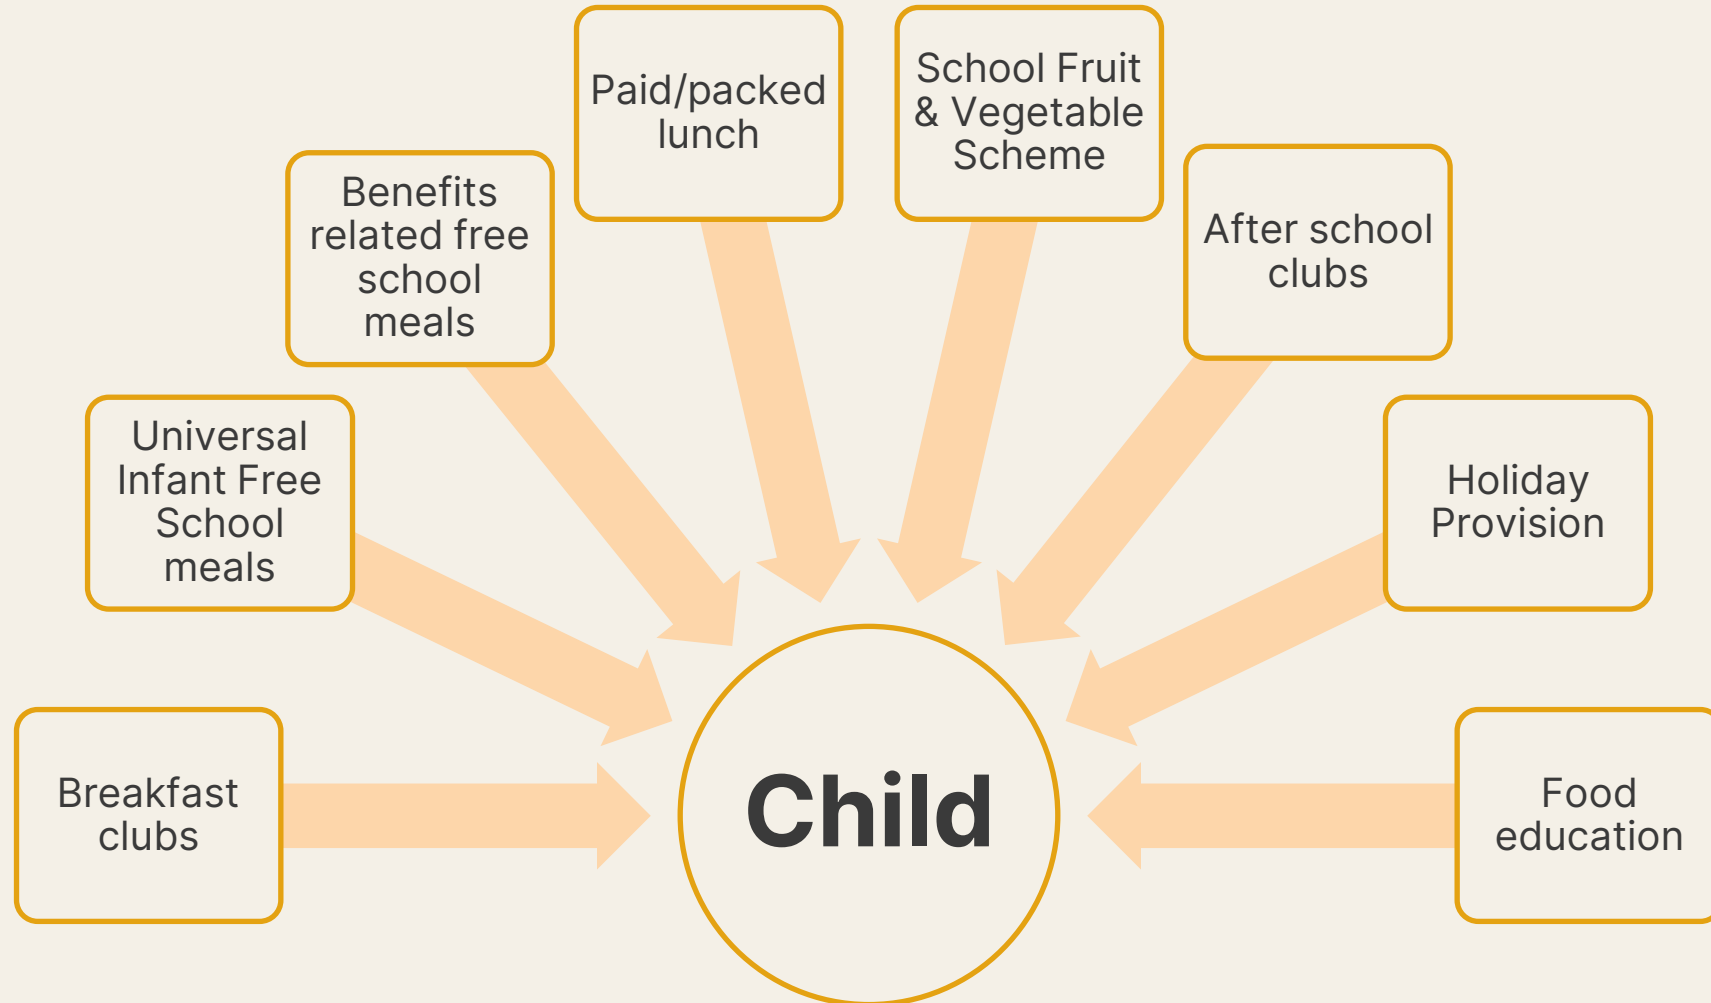 Paid/packed
lunch
School Fruit
& Vegetable
Scheme
Benefits
related free
school
meals
After school
clubs
Universal
Infant Free
School
meals
Holiday
Provision
Breakfast
clubs
Child
Food
education